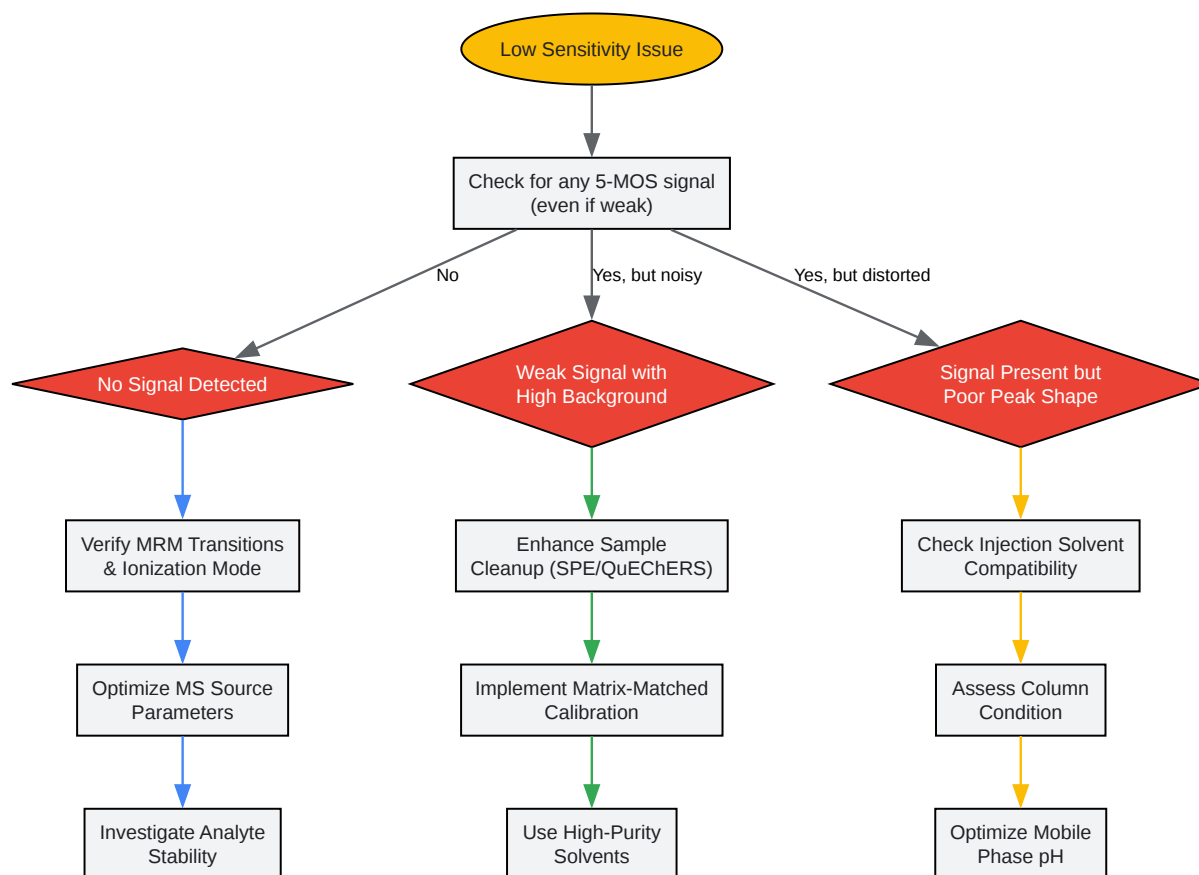 Low Sensitivity Issue
Check for any 5-MOS signal
(even if weak)
No
Yes, but noisy
Yes, but distorted
No Signal Detected
Weak Signal with
High Background
Signal Present but
Poor Peak Shape
Verify MRM Transitions
& Ionization Mode
Enhance Sample
Cleanup (SPE/QuEChERS)
Check Injection Solvent
Compatibility
Optimize MS Source
Parameters
Implement Matrix-Matched
Calibration
Assess Column
Condition
Investigate Analyte
Stability
Use High-Purity
Solvents
Optimize Mobile
Phase pH